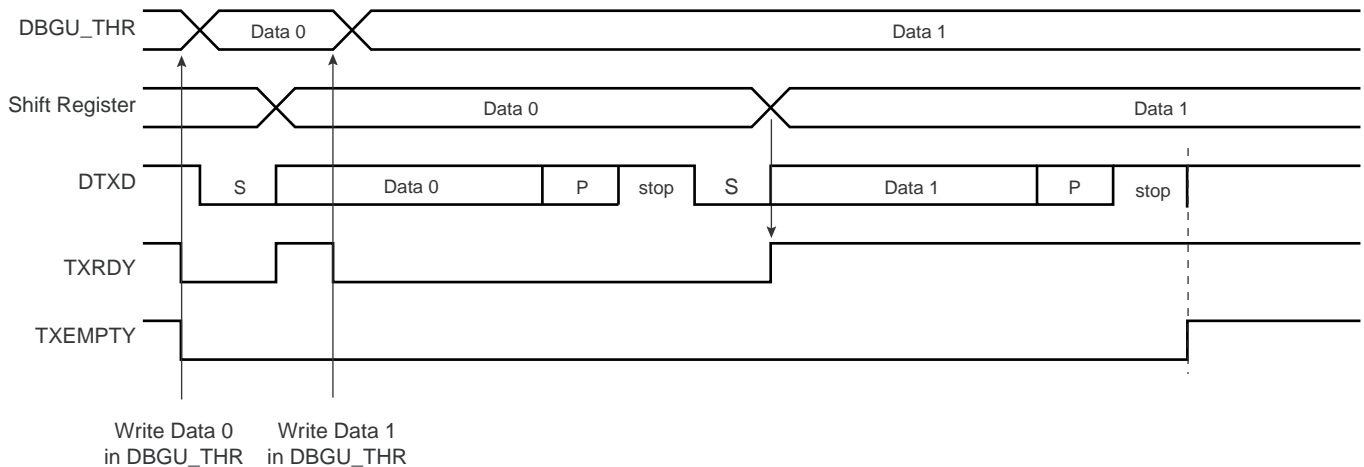 DBGU_THR
Data 0
Data 1
Shift Register
Data 0
Data 1
DTXD
S
Data 0
P
stop
S
Data 1
P
stop
TXRDY
TXEMPTY
Write Data 0
in DBGU_THR
Write Data 1
in DBGU_THR